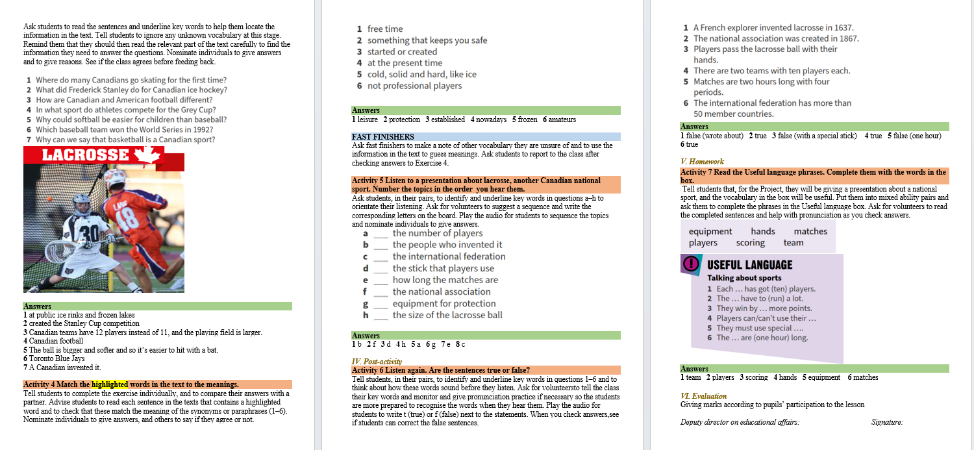 Ask students to read the sentences and underline key words to help them locate the
information in the text. Tell students to ignore any unknown vocabulary at this stage.
Remind them that they should then read the relevant part of the text carefully to find the
information they need to answer the questions. Nominate individuals to give answers
and to give reasons. See if the class agrees before feeding back.
1 Where do many Canadians go skating for the first time?
2 What did Frederick Stanley do for Canadian ice hockey?
3 How are Canadian and American football different?
4 In what sport do athletes compete for the Grey Cup?
5 Why could softball be easier for children than baseball?
6 Which baseball team won the World Series in 1992?
7 Why can we say that basketball is a Canadian sport?
LACROSSE
30
48
Answers
1 at public ice rinks and frozen lakes
2 created the Stanley Cup competition
3 Canadian teams have 12 players instead of 11, and the playing field is larger.
4 Canadian football
5 The ball is bigger and softer and so it's easier to hit with a bat.
6 Toronto Blue Jays
7 A Canadian invented it.
Activity 4 Match the highlighted words in the text to the meanings.
Tell students to complete the exercise individually, and to compare their answers with a
partner. Advise students to read each sentence in the texts that contains a highlighted
word and to check that these match the meaning of the synonyms or paraphrases (1–6).
Nominate individuals to give answers, and others to say if they agree or not.
1 free time
2 something that keeps you safe
3 started or created
4 at the present time
5 cold, solid and hard, like ice
6 not professional players
Answers
1 leisure 2 protection 3 established 4 nowadays 5 frozen 6 amateurs
FAST FINISHERS
Ask fast finishers to make a note of other vocabulary they are unsure of and to use the
information in the text to guess meanings. Ask students to report to the class after
checking answers to Exercise 4.
Activity 5 Listen to a presentation about lacrosse, another Canadian national
sport. Number the topics in the order you hear them.
Ask students, in their pairs, to identify and underline key words in questions a–h to
orientate their listening. Ask for volunteers to suggest a sequence and write the
corresponding letters on the board. Play the audio for students to sequence the topics
and nominate individuals to give answers.
a ___ the number of players
b ___ the people who invented it
c ___ the international federation
d ___ the stick that players use
e ___ how long the matches are
f ___ the national association
g ___ equipment for protection
h ___ the size of the lacrosse ball
Answers
1 b 2 f 3 d 4 h 5 a 6 g 7 e 8 c
IV. Post-activity
Activity 6 Listen again. Are the sentences true or false?
Tell students, in their pairs, to identify and underline key words in questions 1–6 and to
think about how these words sound before they listen. Ask for volunteersto tell the class
their key words and monitor and give pronunciation practice if necessary so the students
are more prepared to recognise the words when they hear them. Play the audio for
students to write t (true) or f (false) next to the statements. When you check answers,see
if students can correct the false sentences.
1 A French explorer invented lacrosse in 1637.
2 The national association was created in 1867.
3 Players pass the lacrosse ball with their
hands.
4 There are two teams with ten players each.
5 Matches are two hours long with four
periods.
6 The international federation has more than
50 member countries.
Answers
1 false (wrote about) 2 true 3 false (with a special stick) 4 true 5 false (one hour)
6 true
V. Homework
Activity 7 Read the Useful language phrases. Complete them with the words in the
box.
Tell students that, for the Project, they will be giving a presentation about a national
sport, and the vocabulary in the box will be useful. Put them into mixed ability pairs and
ask them to complete the phrases in the Useful language box. Ask for volunteers to read
the completed sentences and help with pronunciation as you check answers.
equipment hands matches
players scoring team
! USEFUL LANGUAGE
Talking about sports
1 Each … has got (ten) players.
2 The … have to (run) a lot.
3 They win by … more points.
4 Players can/can't use their …
5 They must use special ….
6 The … are (one hour) long.
Answers
1 team 2 players 3 scoring 4 hands 5 equipment 6 matches
VI. Evaluation
Giving marks according to pupils' participation to the lesson
Deputy director on educational affairs: Signature: